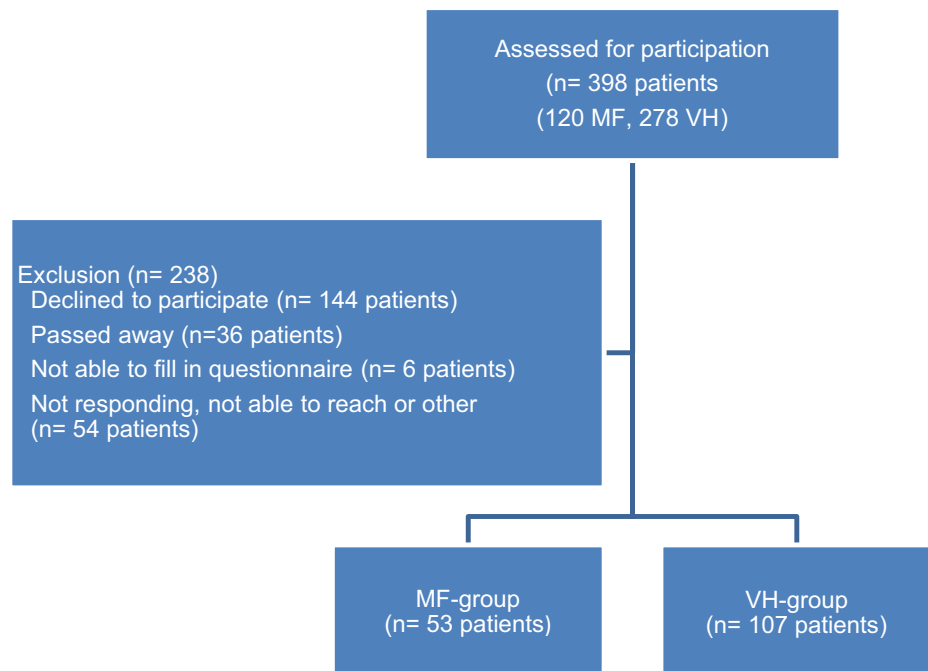 Assessed for participation
(n= 398 patients
(120 MF, 278 VH)
Exclusion (n= 238)
Declined to participate (n= 144 patients)
Passed away (n=36 patients)
Not able to fill in questionnaire (n= 6 patients)
Not responding, not able to reach or other
(n= 54 patients)
MF-group
(n= 53 patients)
VH-group
(n= 107 patients)